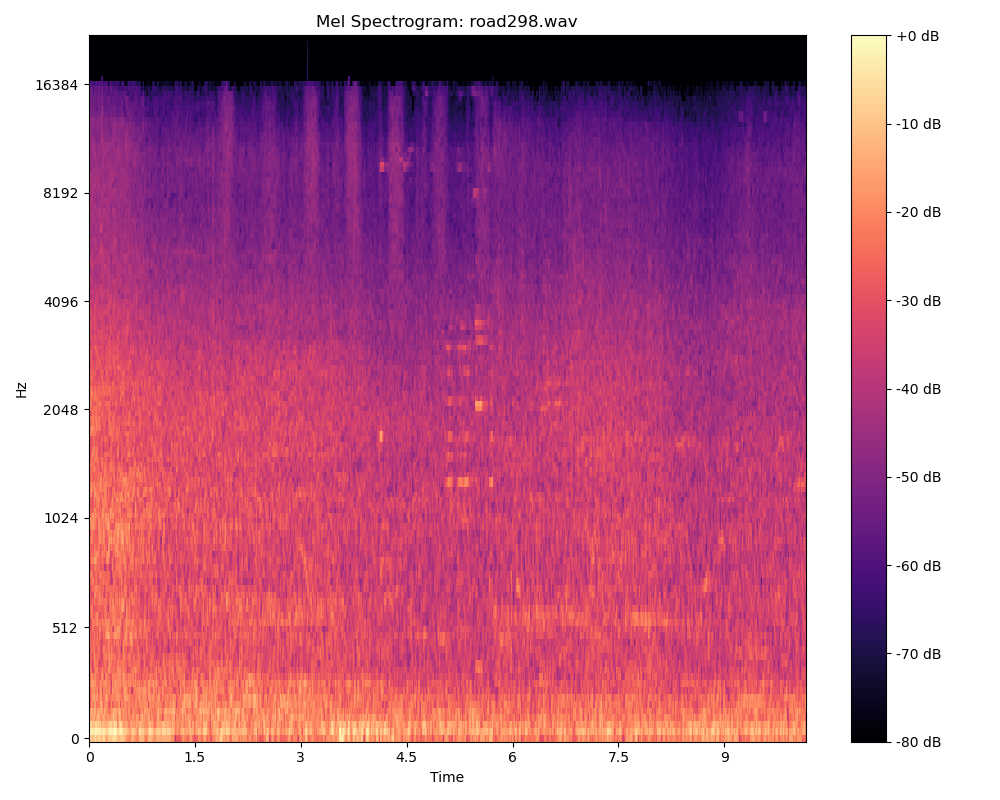 Mel Spectrogram: road298.wav
Hz
16384
8192
4096
2048
1024
512
0
0 1.5 3 4.5 6 7.5 9
Time
+0 dB
-10 dB
-20 dB
-30 dB
-40 dB
-50 dB
-60 dB
-70 dB
-80 dB